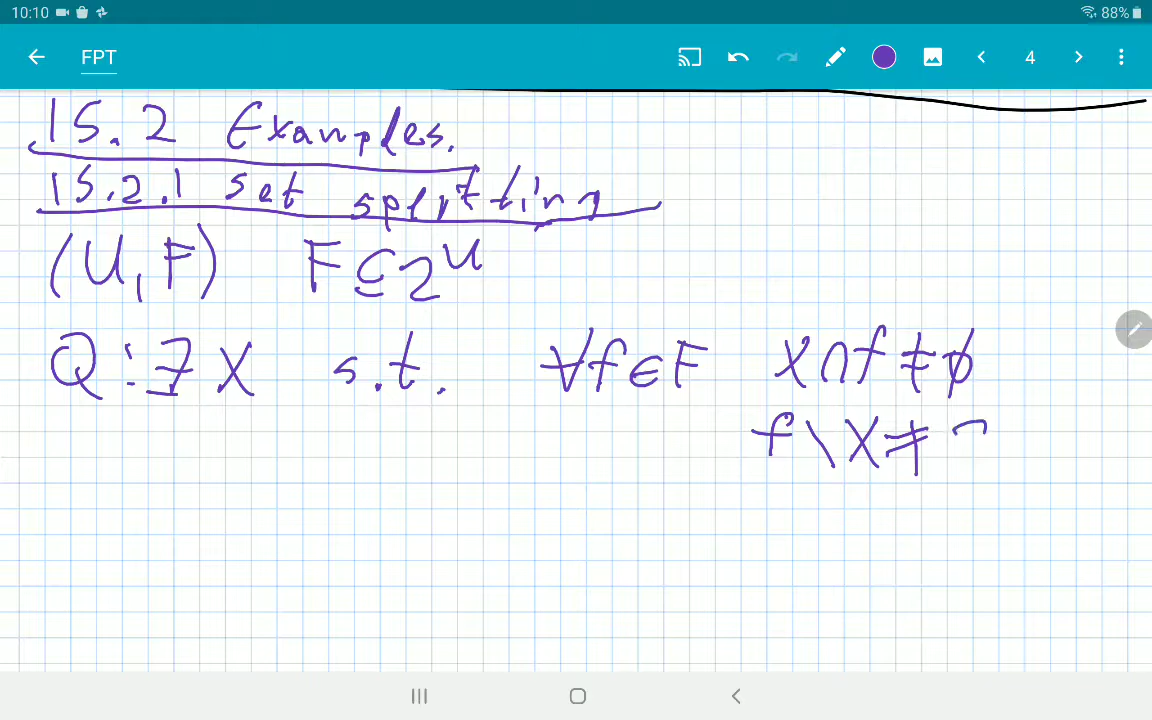 10:10 88%
FPT 4
15.2 Examples.
15.2.1 set splitting
(U, F) F ⊆ 2^U
Q: ∃ X s.t. ∀f∈F X∩f ≠ ∅
f \ X ≠